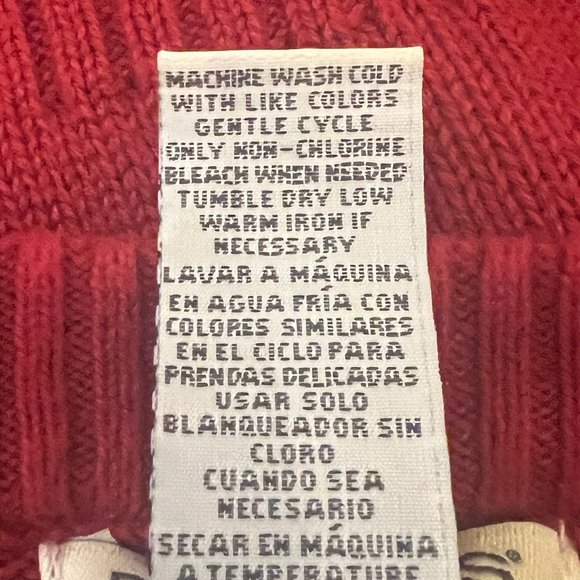 MACHINE WASH COLD
WITH LIKE COLORS
GENTLE CYCLE
ONLY NON-CHLORINE
BLEACH WHEN NEEDED
TUMBLE DRY LOW
WARM IRON IF
NECESSARY
LAVAR A MÁQUINA
EN AGUA FRÍA CON
COLORES SIMILARES
EN EL CICLO PARA
PRENDAS DELICADAS
USAR SOLO
BLANQUEADOR SIN
CLORO
CUANDO SEA
NECESARIO
SECAR EN MÁQUINA
A TEMPERATURE